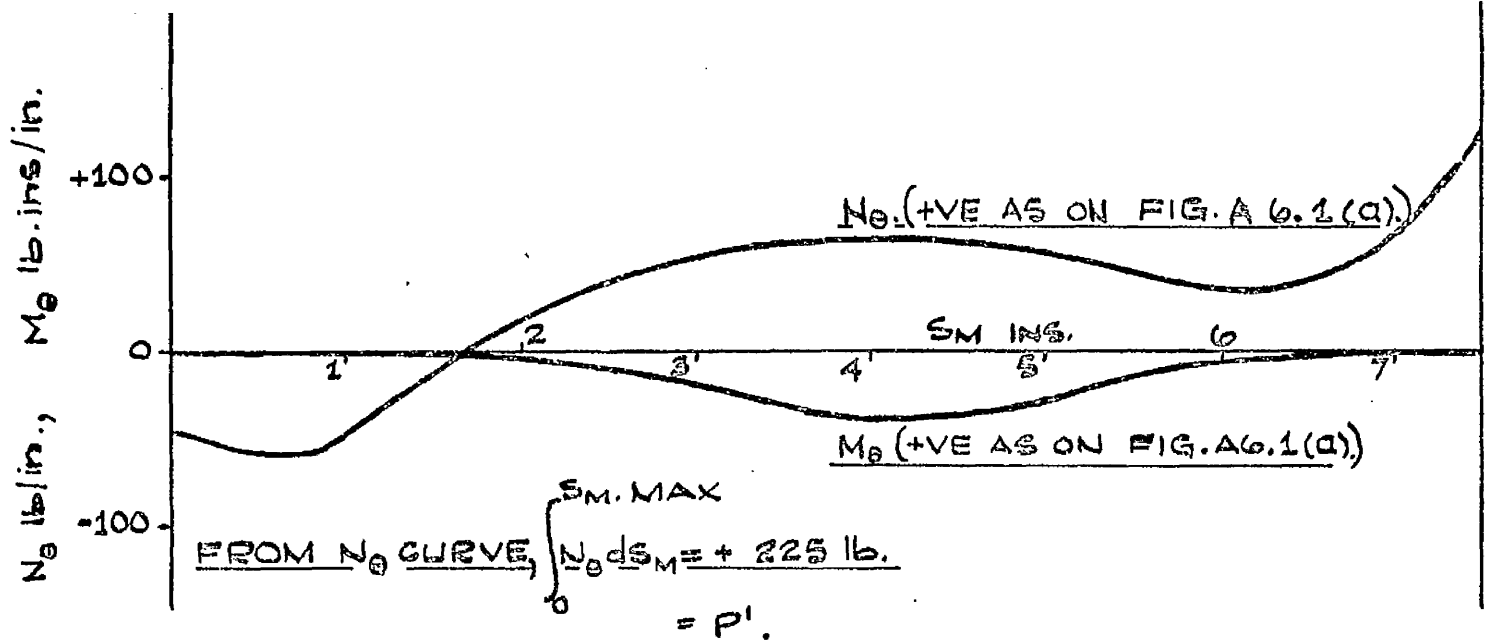 Nθ lb/in., Mθ lb.ins/in.
+100
0
-100
Nθ.(+VE AS ON FIG. A 6.1(a).)
SM INS.
1
2
3
4
5
6
7
Mθ (+VE AS ON FIG. A6.1(a).)
SM. MAX
FROM Nθ CURVE, ∫ Nθ dSM = + 225 lb.
0
= P'.